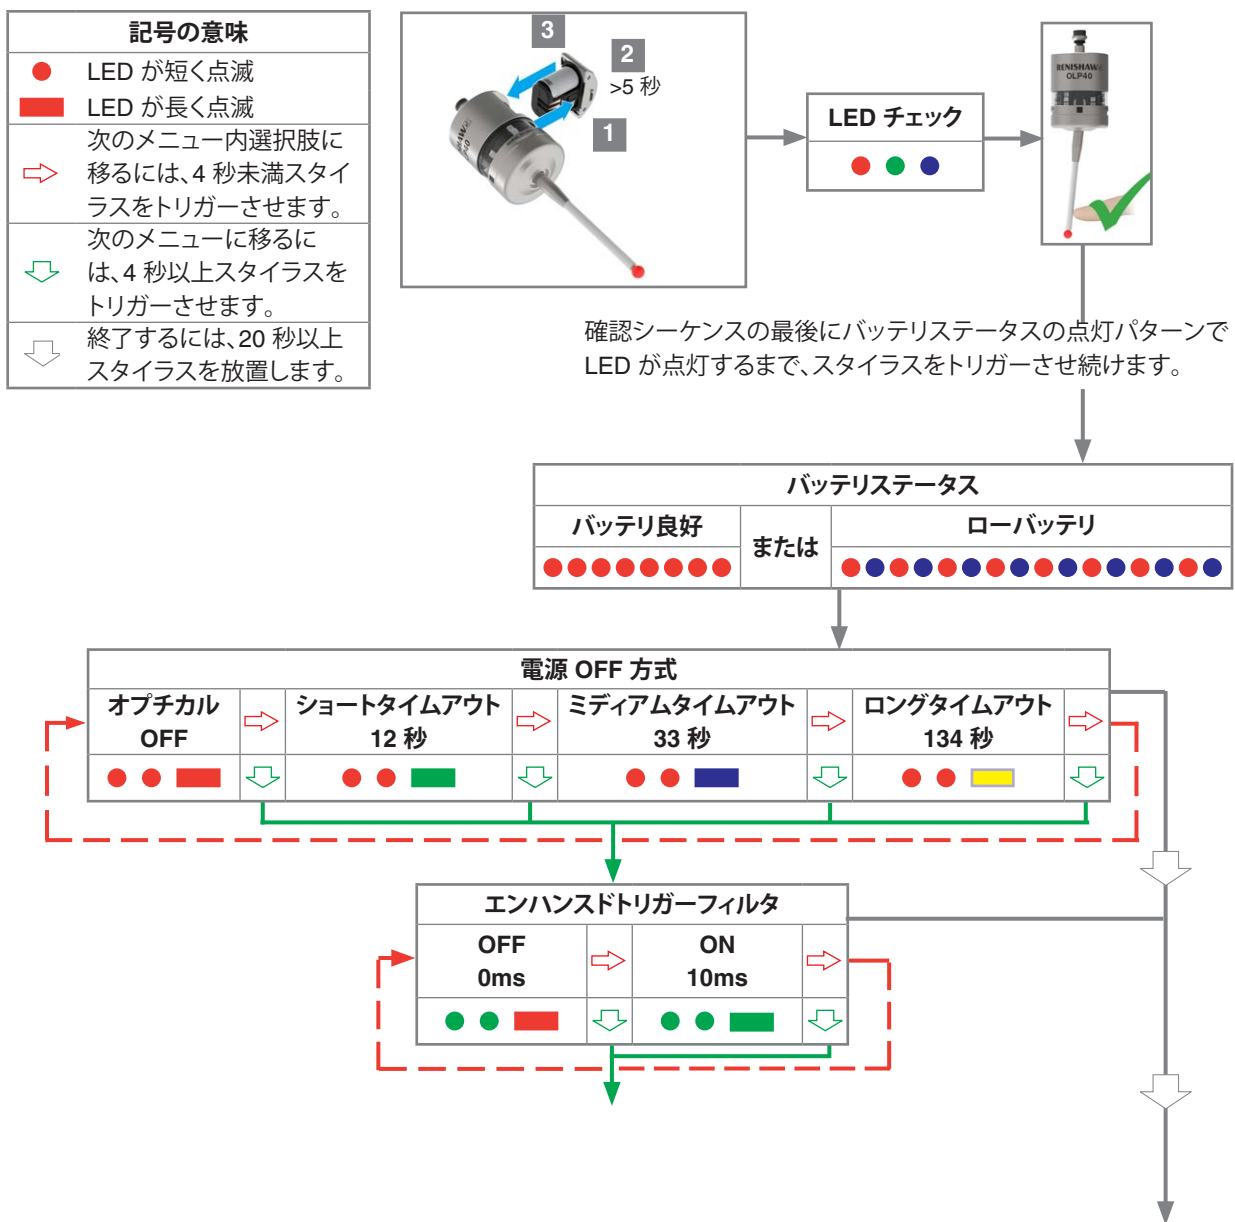 記号の意味
LED が短く点滅
LED が長く点滅
次のメニュー内選択肢に
移るには、4 秒未満スタイ
ラスをトリガーさせます。
次のメニューに移るに
は、4 秒以上スタイラスを
トリガーさせます。
終了するには、20 秒以上
スタイラスを放置します。
3
2
>5 秒
1
LED チェック
RENISHAW
OLP40
確認シーケンスの最後にバッテリステータスの点灯パターンで
LED が点灯するまで、スタイラスをトリガーさせ続けます。
バッテリステータス
バッテリ良好
または
ローバッテリ
電源 OFF 方式
オプチカル
OFF
ショートタイムアウト
12 秒
ミディアムタイムアウト
33 秒
ロングタイムアウト
134 秒
エンハンスドトリガーフィルタ
OFF
0ms
ON
10ms